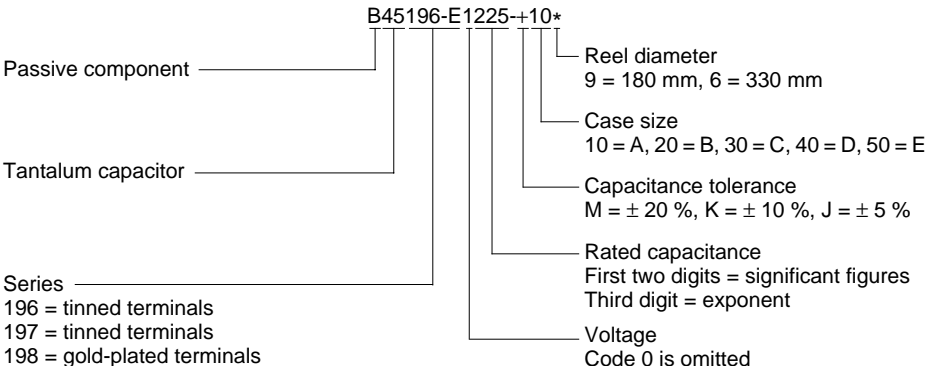 B45196-E1225-+10*
Passive component
Reel diameter
9 = 180 mm, 6 = 330 mm
Case size
10 = A, 20 = B, 30 = C, 40 = D, 50 = E
Tantalum capacitor
Capacitance tolerance
M = ± 20 %, K = ± 10 %, J = ± 5 %
Rated capacitance
First two digits = significant figures
Third digit = exponent
Series
196 = tinned terminals
197 = tinned terminals
198 = gold-plated terminals
Voltage
Code 0 is omitted